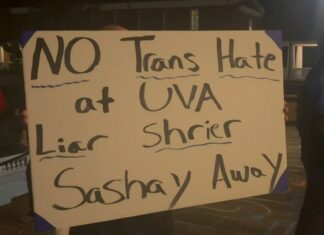 NO Trans Hate
at UVA
Liar Shrier
Sashay Away